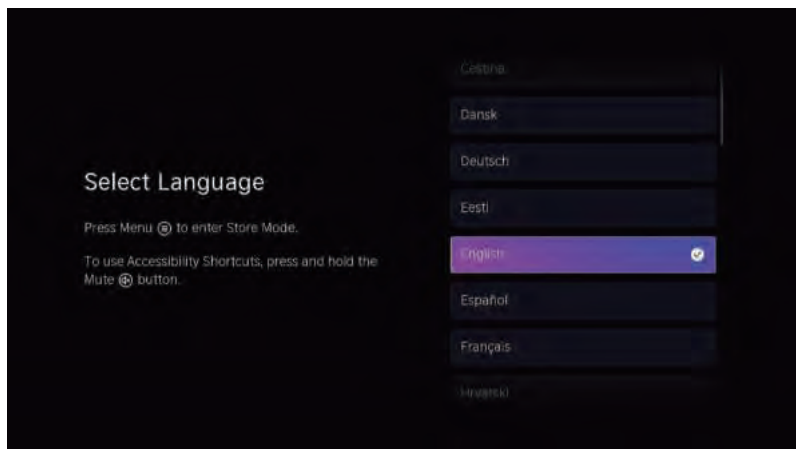 Select Language
Press Menu to enter Store Mode.
To use Accessibility Shortcuts, press and hold the
Mute button.
Čeština
Dansk
Deutsch
Eesti
English
Español
Français
Hrvatski